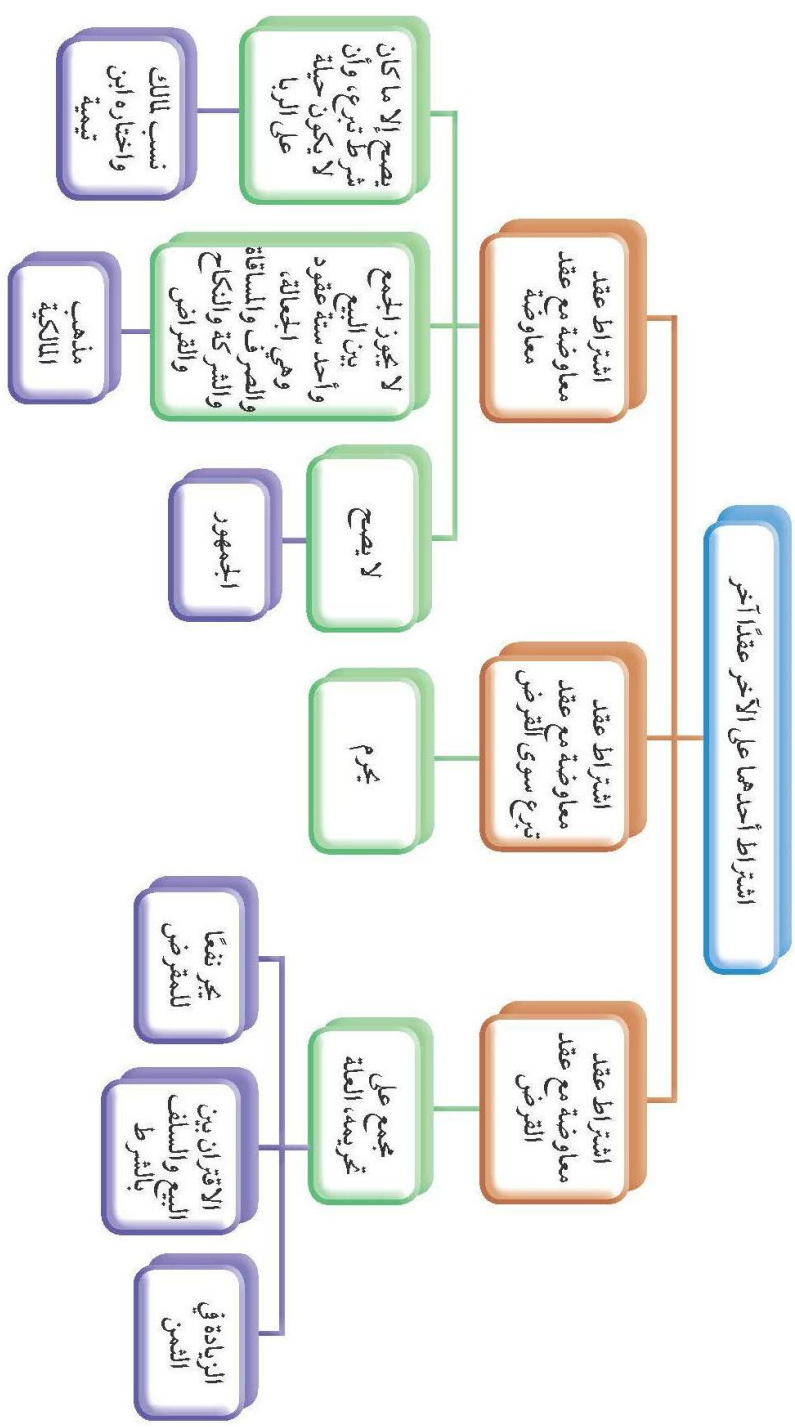 اشتراط أحدهما على الآخر عقدًا آخر
اشتراط عقد
معاوضة مع عقد
القرض
اشتراط عقد
معاوضة مع عقد
تبرع سوى القرض
اشتراط عقد
معاوضة مع عقد
معاوضة
مجمع على
تحريمه، العلة
يحرم
لا يصح
لا يجوز الجمع
بين البيع
وأحد ستة عقود
وهي الجعالة،
والصرف والمساقاة
والشركة والنكاح
والقراض
يصح إلا ما كان
شرط تبرع، وأن
لا يكون حيلة
على الربا
الزيادة في
الثمن
الاقتران بين
البيع والسلف
بالشرط
يجر نفعًا
للمقرض
الجمهور
مذهب
المالكية
نسب لمالك
واختاره ابن
تيمية